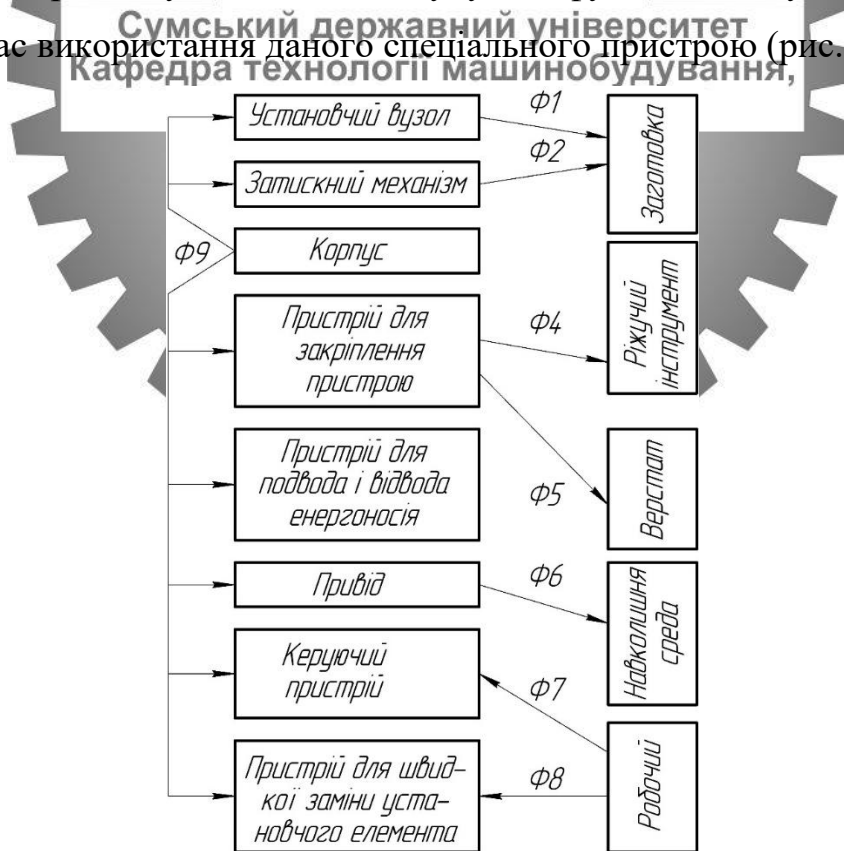 Сумський державний університет
ас використання даного спеціального пристрою (рис.
Кафедра технології машинобудування,
Установчий вузол
Ф1
Заготовка
Ф2
Затискний механізм
Ф9
Корпус
Пристрій для
закріплення
пристрою
Ф4
Ріжучий
інструмент
Пристрій для
подвода і відвода
енергоносія
Ф5
Верстат
Привід
Ф6
Навколишня
среда
Керуючий
пристрій
Ф7
Пристрій для швид-
кої заміни уста-
новчого елемента
Ф8
Робочий